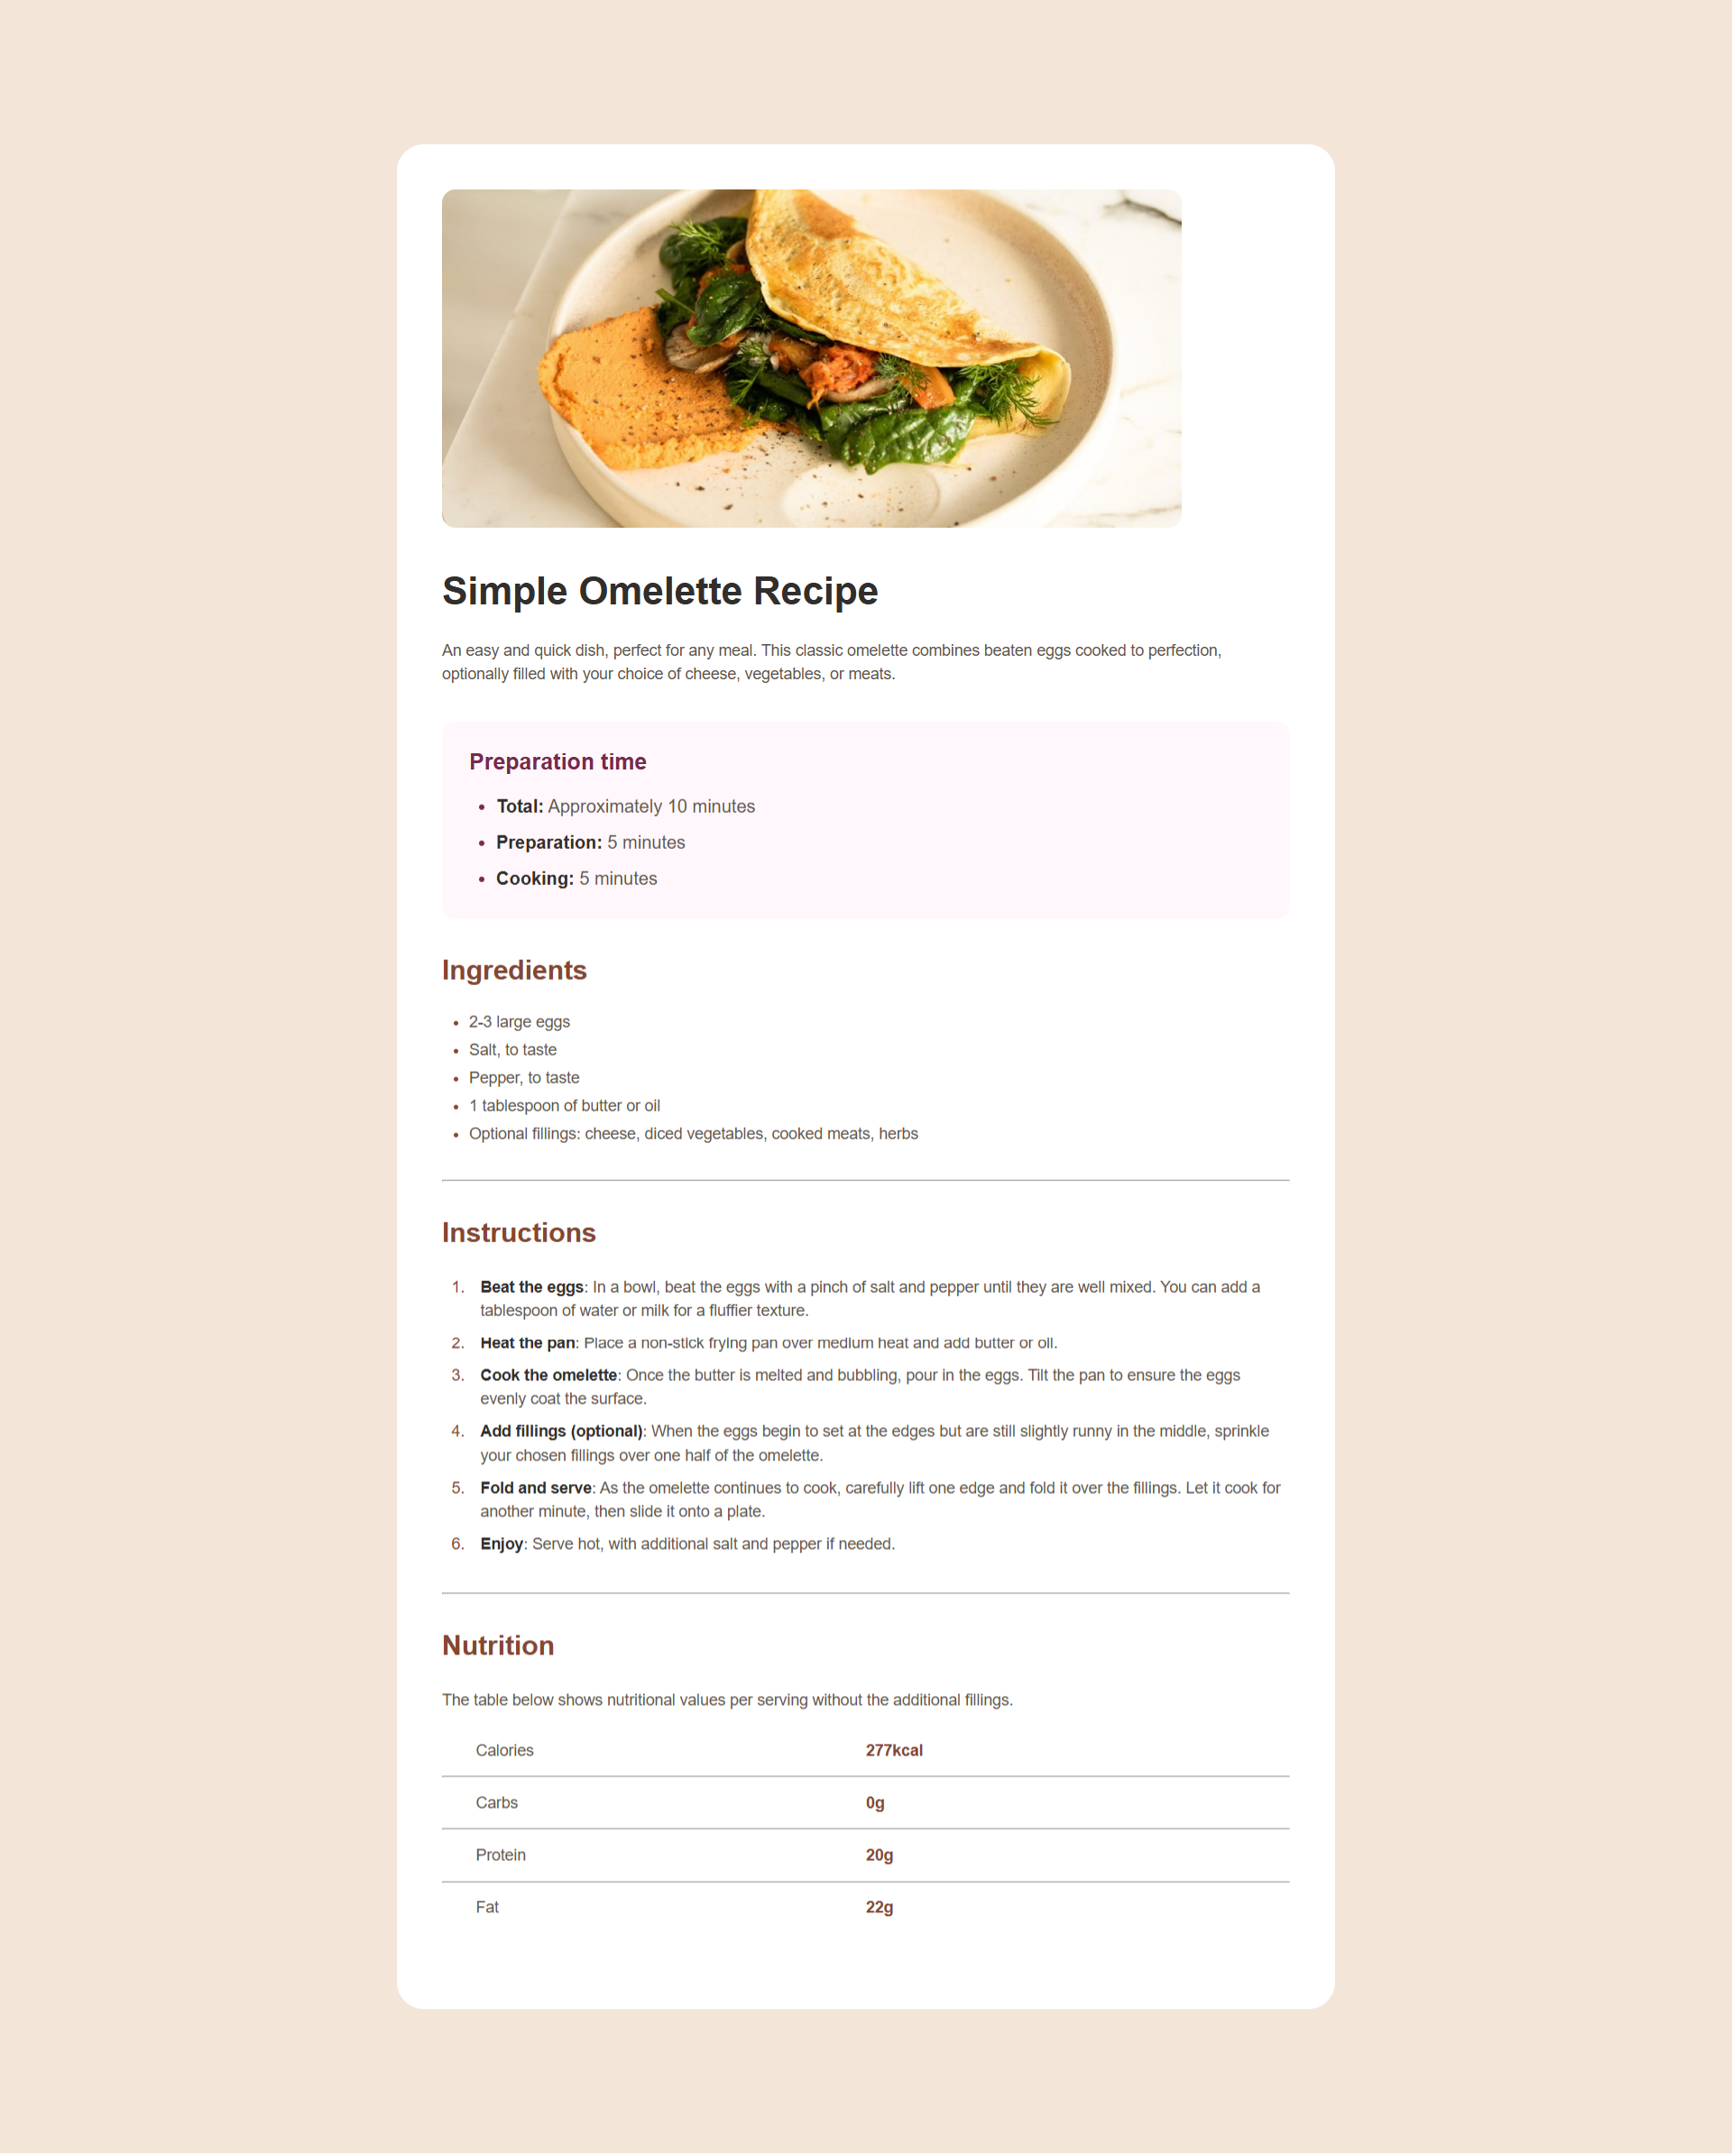 Simple Omelette Recipe
An easy and quick dish, perfect for any meal. This classic omelette combines beaten eggs cooked to perfection,
optionally filled with your choice of cheese, vegetables, or meats.
Preparation time
• Total: Approximately 10 minutes
• Preparation: 5 minutes
• Cooking: 5 minutes
Ingredients
• 2-3 large eggs
• Salt, to taste
• Pepper, to taste
• 1 tablespoon of butter or oil
• Optional fillings: cheese, diced vegetables, cooked meats, herbs
Instructions
1. Beat the eggs: In a bowl, beat the eggs with a pinch of salt and pepper until they are well mixed. You can add a
tablespoon of water or milk for a fluffier texture.
2. Heat the pan: Place a non-stick frying pan over medium heat and add butter or oil.
3. Cook the omelette: Once the butter is melted and bubbling, pour in the eggs. Tilt the pan to ensure the eggs
evenly coat the surface.
4. Add fillings (optional): When the eggs begin to set at the edges but are still slightly runny in the middle, sprinkle
your chosen fillings over one half of the omelette.
5. Fold and serve: As the omelette continues to cook, carefully lift one edge and fold it over the fillings. Let it cook for
another minute, then slide it onto a plate.
6. Enjoy: Serve hot, with additional salt and pepper if needed.
Nutrition
The table below shows nutritional values per serving without the additional fillings.
Calories 277kcal
Carbs 0g
Protein 20g
Fat 22g